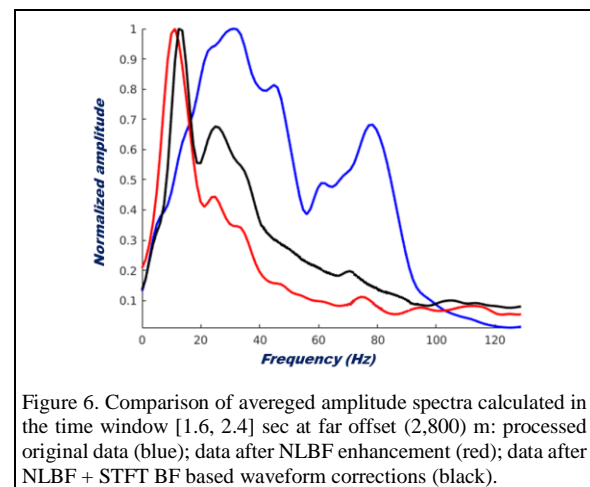 1
0.9
0.8
0.7
0.6
0.5
0.4
0.3
0.2
0.1
Normalized amplitude
0 20 40 60 80 100 120
Frequency (Hz)
Figure 6. Comparison of avereged amplitude spectra calculated in
the time window [1.6, 2.4] sec at far offset (2,800) m: processed
original data (blue); data after NLBF enhancement (red); data after
NLBF + STFT BF based waveform corrections (black).